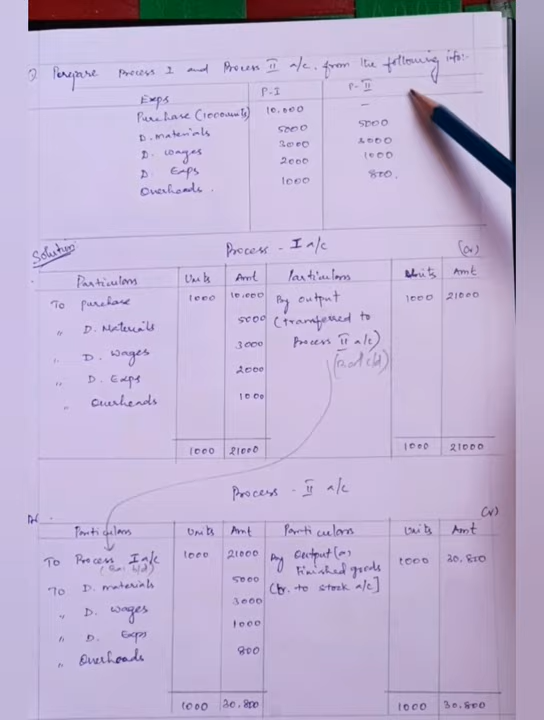 Prepare Process I and Process II a/c. from the following info:-
Exps P-I P-II
Purchase (1000 units) 10,000 -
D. Materials 5000 5000
D. Wages 3000 3000
D. Exps 2000 1000
Overheads. 1000 800.
Solution
Process - I a/c
(Cr)
Particulars Units Amt Particulars Units Amt
To Purchase 1000 10,000 By output 1000 21000
" D. Materials 5000 (transferred to
" D. Wages 3000 Process II a/c)
" D. Exps 2000 (Bal c/d)
" Overheads 1000
1000 21000 1000 21000
Process - II a/c
Dr. (Cr)
Particulars Units Amt Particulars Units Amt
To Process I a/c 1000 21000 By Output (or) 1000 30,800
(Bal b/d) Finished goods
To D. materials 5000 (tr. to stock a/c]
" D. Wages 3000
" D. Exps 1000
" Overheads 800
1000 30,800 1000 30,800